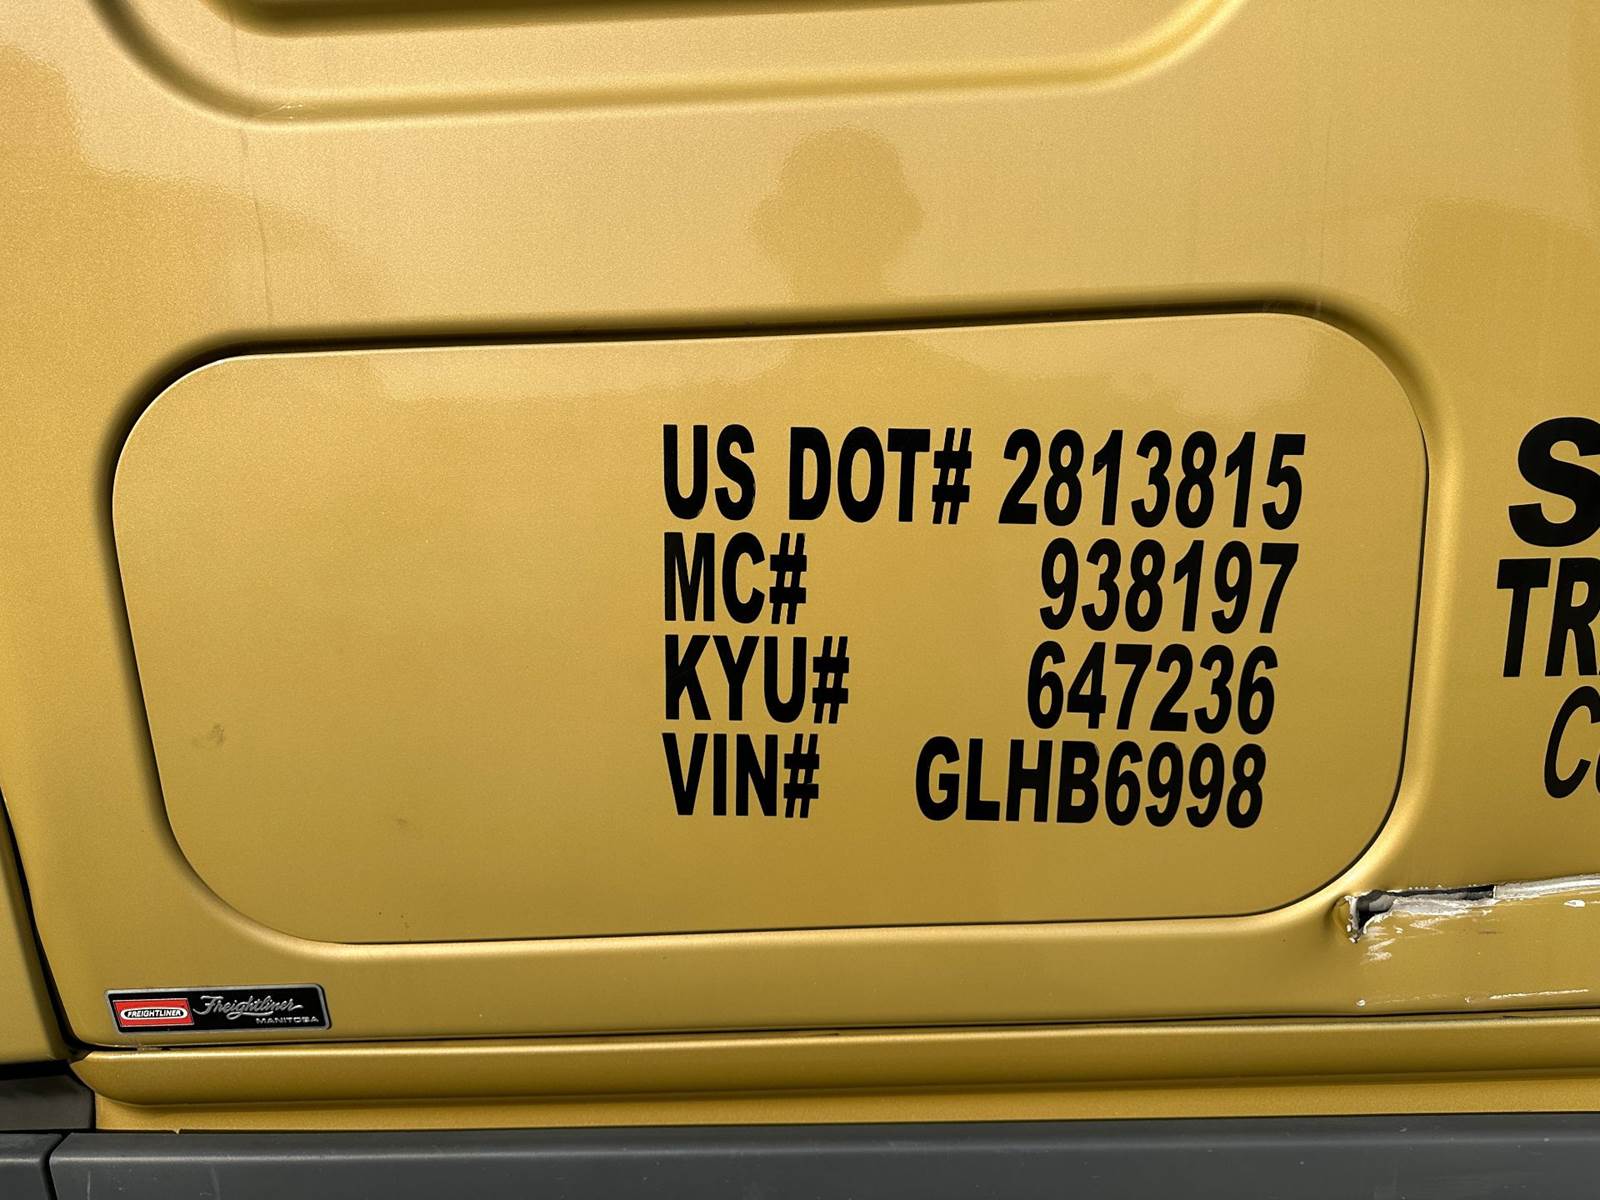 US DOT# 2813815
MC# 938197
KYU# 647236
VIN# GLHB6998
FREIGHTLINER
Freightliner
MANITOBA